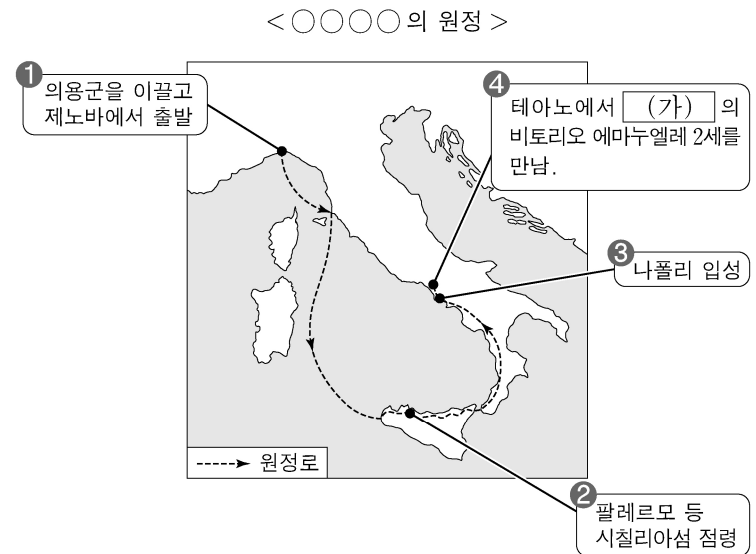 < ○○○○의 원정 >
❶
의용군을 이끌고
제노바에서 출발
❹
테아노에서 (가) 의
비토리오 에마누엘레 2세를
만남.
❸
나폴리 입성
원정로
❷
팔레르모 등
시칠리아섬 점령